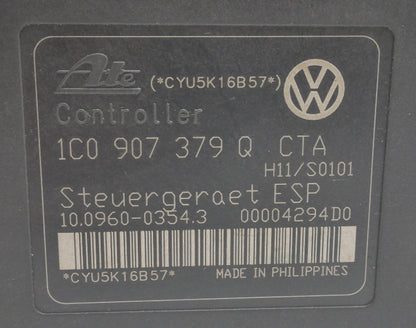 Ate (*CYU5K16B57*)
Controller
1C0 907 379 Q CTA
H11/S0101
Steuergeraet ESP
10.0960-0354.3 00004294D0
*CYU5K16B57* MADE IN PHILIPPINES